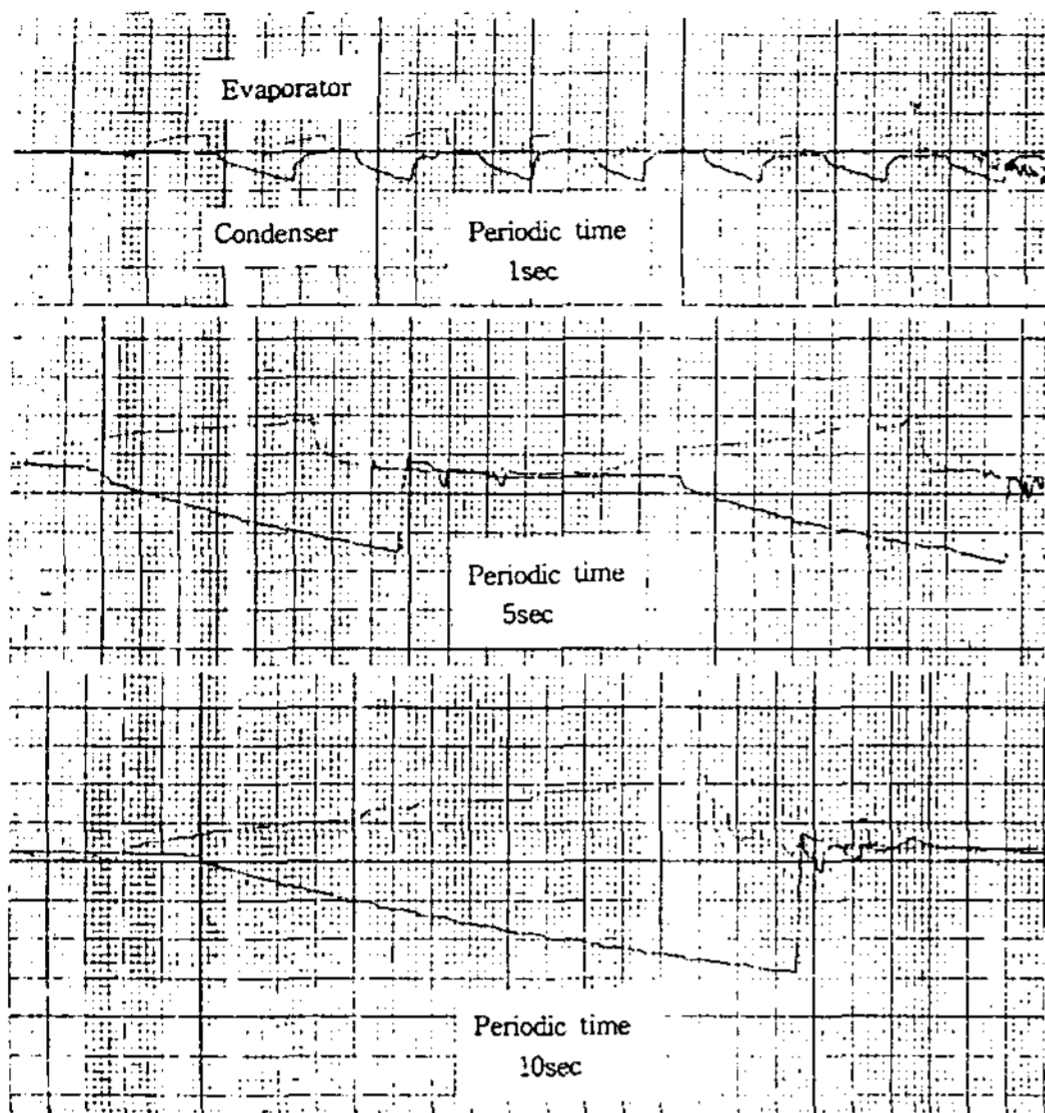 Evaporator
Condenser
Periodic time
1sec
Periodic time
5sec
Periodic time
10sec